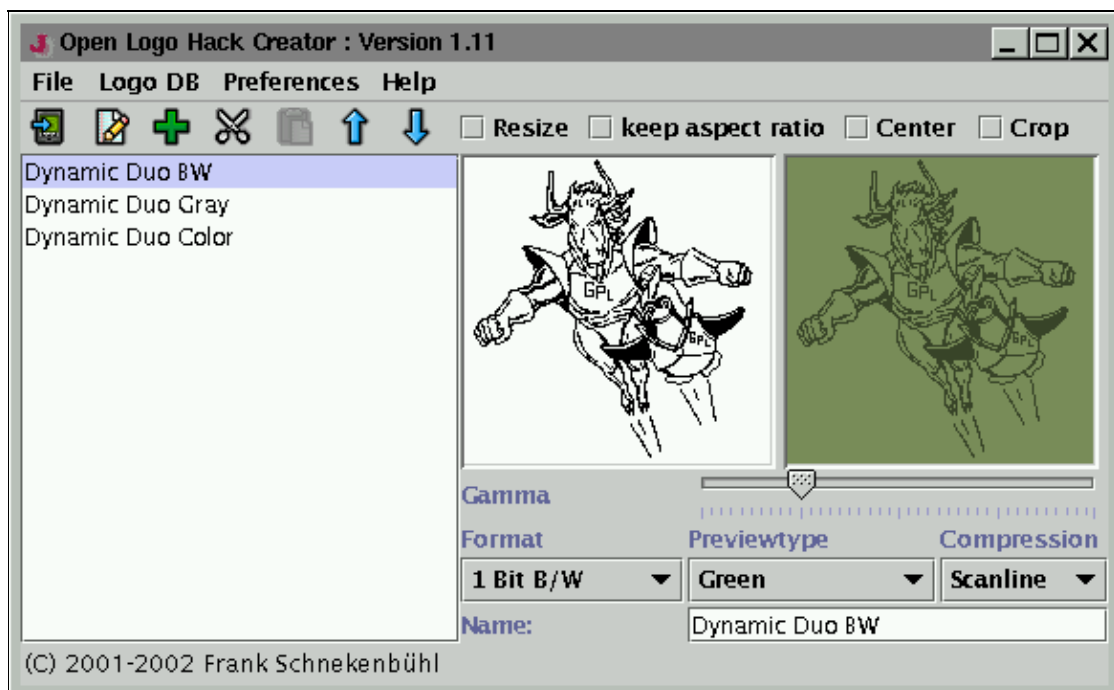 Open Logo Hack Creator : Version 1.11
File Logo DB Preferences Help
Resize keep aspect ratio Center Crop
Dynamic Duo BW
Dynamic Duo Gray
Dynamic Duo Color
GPL
GPL
GPL
GPL
Gamma
Format Previewtype Compression
1 Bit B/W Green Scanline
Name: Dynamic Duo BW
(C) 2001-2002 Frank Schnekenbühl